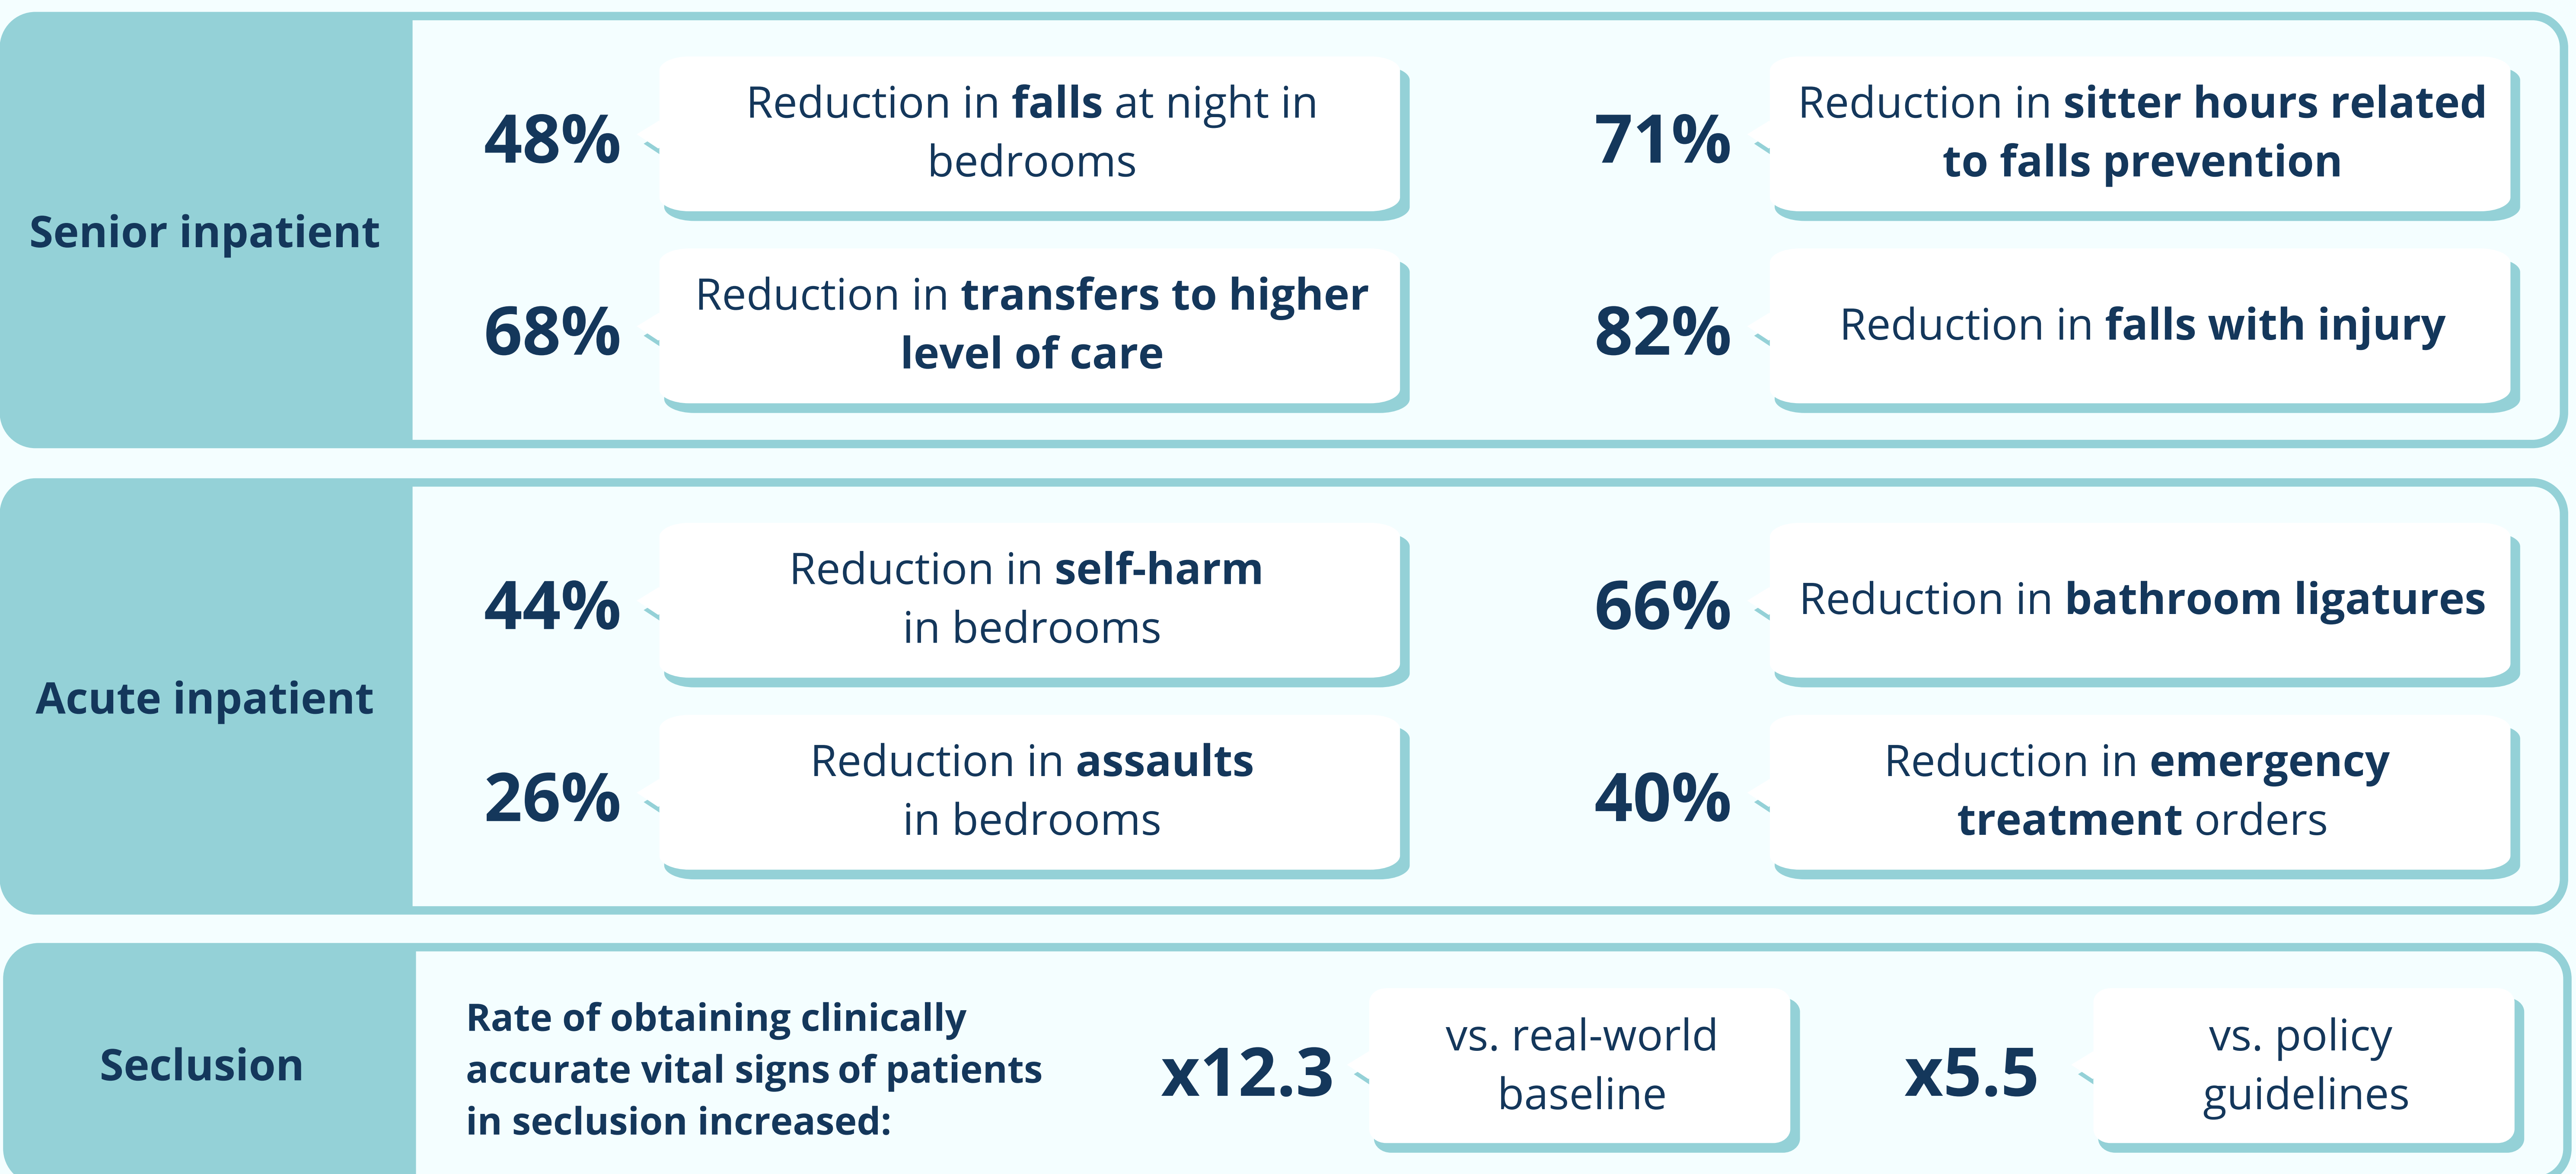 Senior inpatient
48%
Reduction in falls at night in
bedrooms
71%
Reduction in sitter hours related
to falls prevention
68%
Reduction in transfers to higher
level of care
82%
Reduction in falls with injury
Acute inpatient
44%
Reduction in self-harm
in bedrooms
66%
Reduction in bathroom ligatures
26%
Reduction in assaults
in bedrooms
40%
Reduction in emergency
treatment orders
Seclusion
Rate of obtaining clinically
accurate vital signs of patients
in seclusion increased:
x12.3
vs. real-world
baseline
x5.5
vs. policy
guidelines